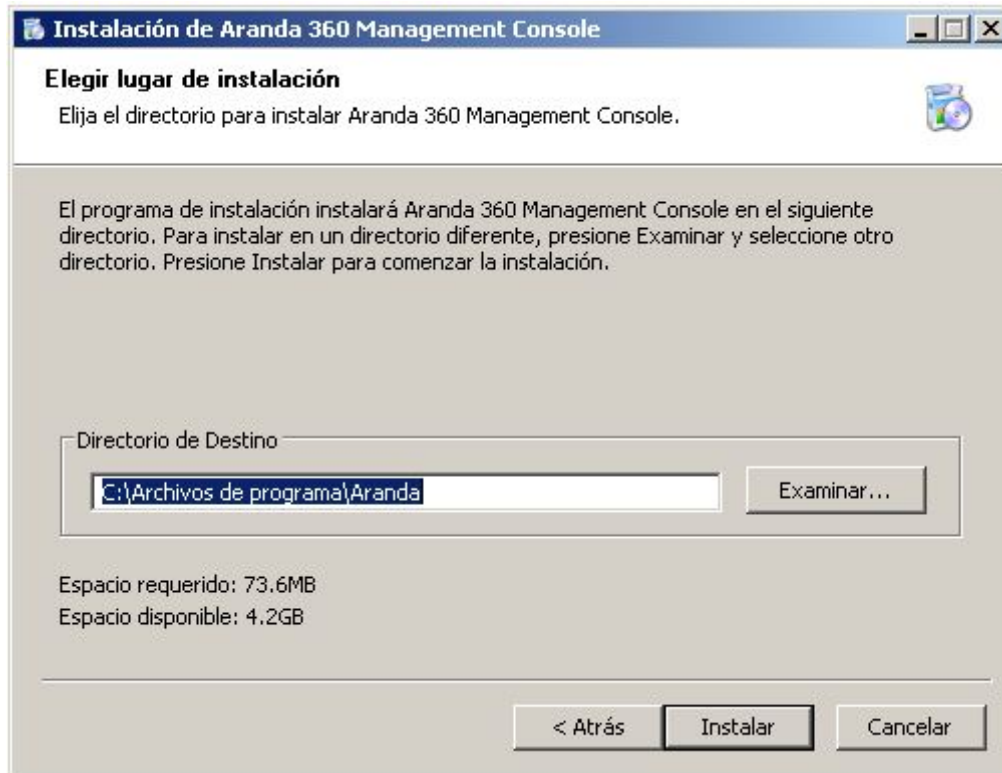 Instalación de Aranda 360 Management Console
Elegir lugar de instalación
Elija el directorio para instalar Aranda 360 Management Console.
El programa de instalación instalará Aranda 360 Management Console en el siguiente
directorio. Para instalar en un directorio diferente, presione Examinar y seleccione otro
directorio. Presione Instalar para comenzar la instalación.
Directorio de Destino
C:\Archivos de programa\Aranda
Examinar...
Espacio requerido: 73.6MB
Espacio disponible: 4.2GB
< Atrás
Instalar
Cancelar